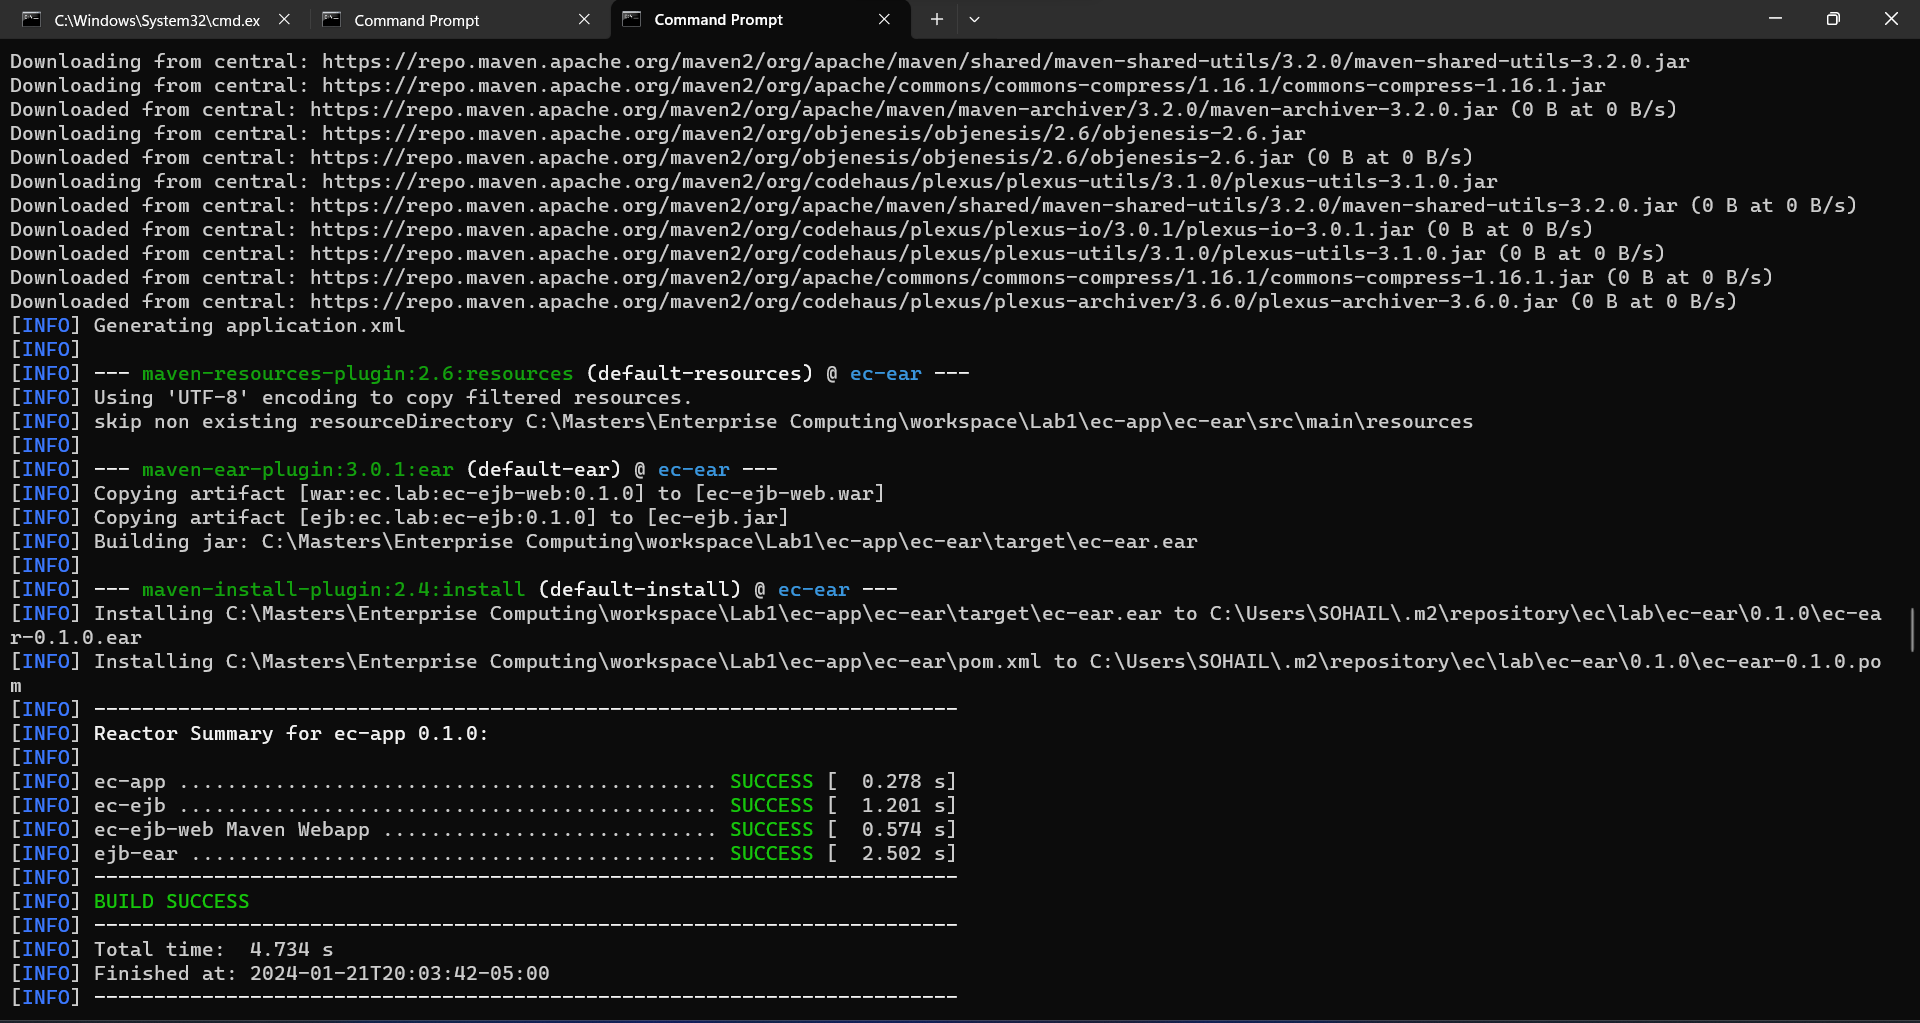 C:\Windows\System32\cmd.ex
Command Prompt
Command Prompt
Downloading from central: https://repo.maven.apache.org/maven2/org/apache/maven/shared/maven-shared-utils/3.2.0/maven-shared-utils-3.2.0.jar
Downloading from central: https://repo.maven.apache.org/maven2/org/apache/commons/commons-compress/1.16.1/commons-compress-1.16.1.jar
Downloaded from central: https://repo.maven.apache.org/maven2/org/apache/maven/maven-archiver/3.2.0/maven-archiver-3.2.0.jar (0 B at 0 B/s)
Downloading from central: https://repo.maven.apache.org/maven2/org/objenesis/objenesis/2.6/objenesis-2.6.jar
Downloaded from central: https://repo.maven.apache.org/maven2/org/objenesis/objenesis/2.6/objenesis-2.6.jar (0 B at 0 B/s)
Downloading from central: https://repo.maven.apache.org/maven2/org/codehaus/plexus/plexus-utils/3.1.0/plexus-utils-3.1.0.jar
Downloaded from central: https://repo.maven.apache.org/maven2/org/apache/maven/shared/maven-shared-utils/3.2.0/maven-shared-utils-3.2.0.jar (0 B at 0 B/s)
Downloaded from central: https://repo.maven.apache.org/maven2/org/codehaus/plexus/plexus-io/3.0.1/plexus-io-3.0.1.jar (0 B at 0 B/s)
Downloaded from central: https://repo.maven.apache.org/maven2/org/codehaus/plexus/plexus-utils/3.1.0/plexus-utils-3.1.0.jar (0 B at 0 B/s)
Downloaded from central: https://repo.maven.apache.org/maven2/org/apache/commons/commons-compress/1.16.1/commons-compress-1.16.1.jar (0 B at 0 B/s)
Downloaded from central: https://repo.maven.apache.org/maven2/org/codehaus/plexus/plexus-archiver/3.6.0/plexus-archiver-3.6.0.jar (0 B at 0 B/s)
[INFO] Generating application.xml
[INFO]
[INFO] --- maven-resources-plugin:2.6:resources (default-resources) @ ec-ear ---
[INFO] Using 'UTF-8' encoding to copy filtered resources.
[INFO] skip non existing resourceDirectory C:\Masters\Enterprise Computing\workspace\Lab1\ec-app\ec-ear\src\main\resources
[INFO]
[INFO] --- maven-ear-plugin:3.0.1:ear (default-ear) @ ec-ear ---
[INFO] Copying artifact [war:ec.lab:ec-ejb-web:0.1.0] to [ec-ejb-web.war]
[INFO] Copying artifact [ejb:ec.lab:ec-ejb:0.1.0] to [ec-ejb.jar]
[INFO] Building jar: C:\Masters\Enterprise Computing\workspace\Lab1\ec-app\ec-ear\target\ec-ear.ear
[INFO]
[INFO] --- maven-install-plugin:2.4:install (default-install) @ ec-ear ---
[INFO] Installing C:\Masters\Enterprise Computing\workspace\Lab1\ec-app\ec-ear\target\ec-ear.ear to C:\Users\SOHAIL\.m2\repository\ec\lab\ec-ear\0.1.0\ec-ea
r-0.1.0.ear
[INFO] Installing C:\Masters\Enterprise Computing\workspace\Lab1\ec-app\ec-ear\pom.xml to C:\Users\SOHAIL\.m2\repository\ec\lab\ec-ear\0.1.0\ec-ear-0.1.0.po
m
[INFO] ------------------------------------------------------------------------
[INFO] Reactor Summary for ec-app 0.1.0:
[INFO]
[INFO] ec-app ............................................. SUCCESS [  0.278 s]
[INFO] ec-ejb ............................................. SUCCESS [  1.201 s]
[INFO] ec-ejb-web Maven Webapp ............................ SUCCESS [  0.574 s]
[INFO] ejb-ear ............................................ SUCCESS [  2.502 s]
[INFO] ------------------------------------------------------------------------
[INFO] BUILD SUCCESS
[INFO] ------------------------------------------------------------------------
[INFO] Total time:  4.734 s
[INFO] Finished at: 2024-01-21T20:03:42-05:00
[INFO] ------------------------------------------------------------------------